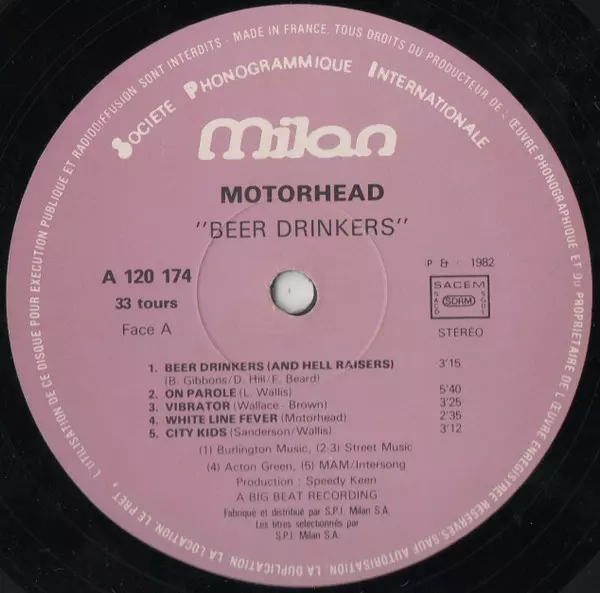 MADE IN FRANCE. TOUS DROITS DU PRODUCTEUR DE L'ŒUVRE PHONOGRAPHIQUE ET DU PROPRIETAIRE DE L'ŒUVRE ENREGISTREE RESERVES SAUF AUTORISATION. LA DUPLICATION, LA LOCATION, LE PRET, L'UTILISATION DE CE DISQUE POUR EXECUTION PUBLIQUE ET RADIODIFFUSION SONT INTERDITS -
SOCIETE PHONOGRAMMIQUE INTERNATIONALE
milan
MOTORHEAD
"BEER DRINKERS"
A 120 174
33 tours
Face A
P & 1982
SACEM
SACD SDRM SGDL
STÉRÉO
1. BEER DRINKERS (AND HELL RAISERS) 3'15
(B. Gibbons/D. Hill/F. Beard)
2. ON PAROLE (L. Wallis) 5'40
3. VIBRATOR (Wallace - Brown) 3'25
4. WHITE LINE FEVER (Motorhead) 2'35
5. CITY KIDS (Sanderson/Wallis) 3'12
(1) Burlington Music, (2-3) Street Music
(4) Acton Green, (5) MAM/Intersong
Production : Speedy Keen
A BIG BEAT RECORDING
Fabriqué et distribué par S.P.I. Milan S.A.
Les titres sélectionnés par
S.P.I. Milan S.A.